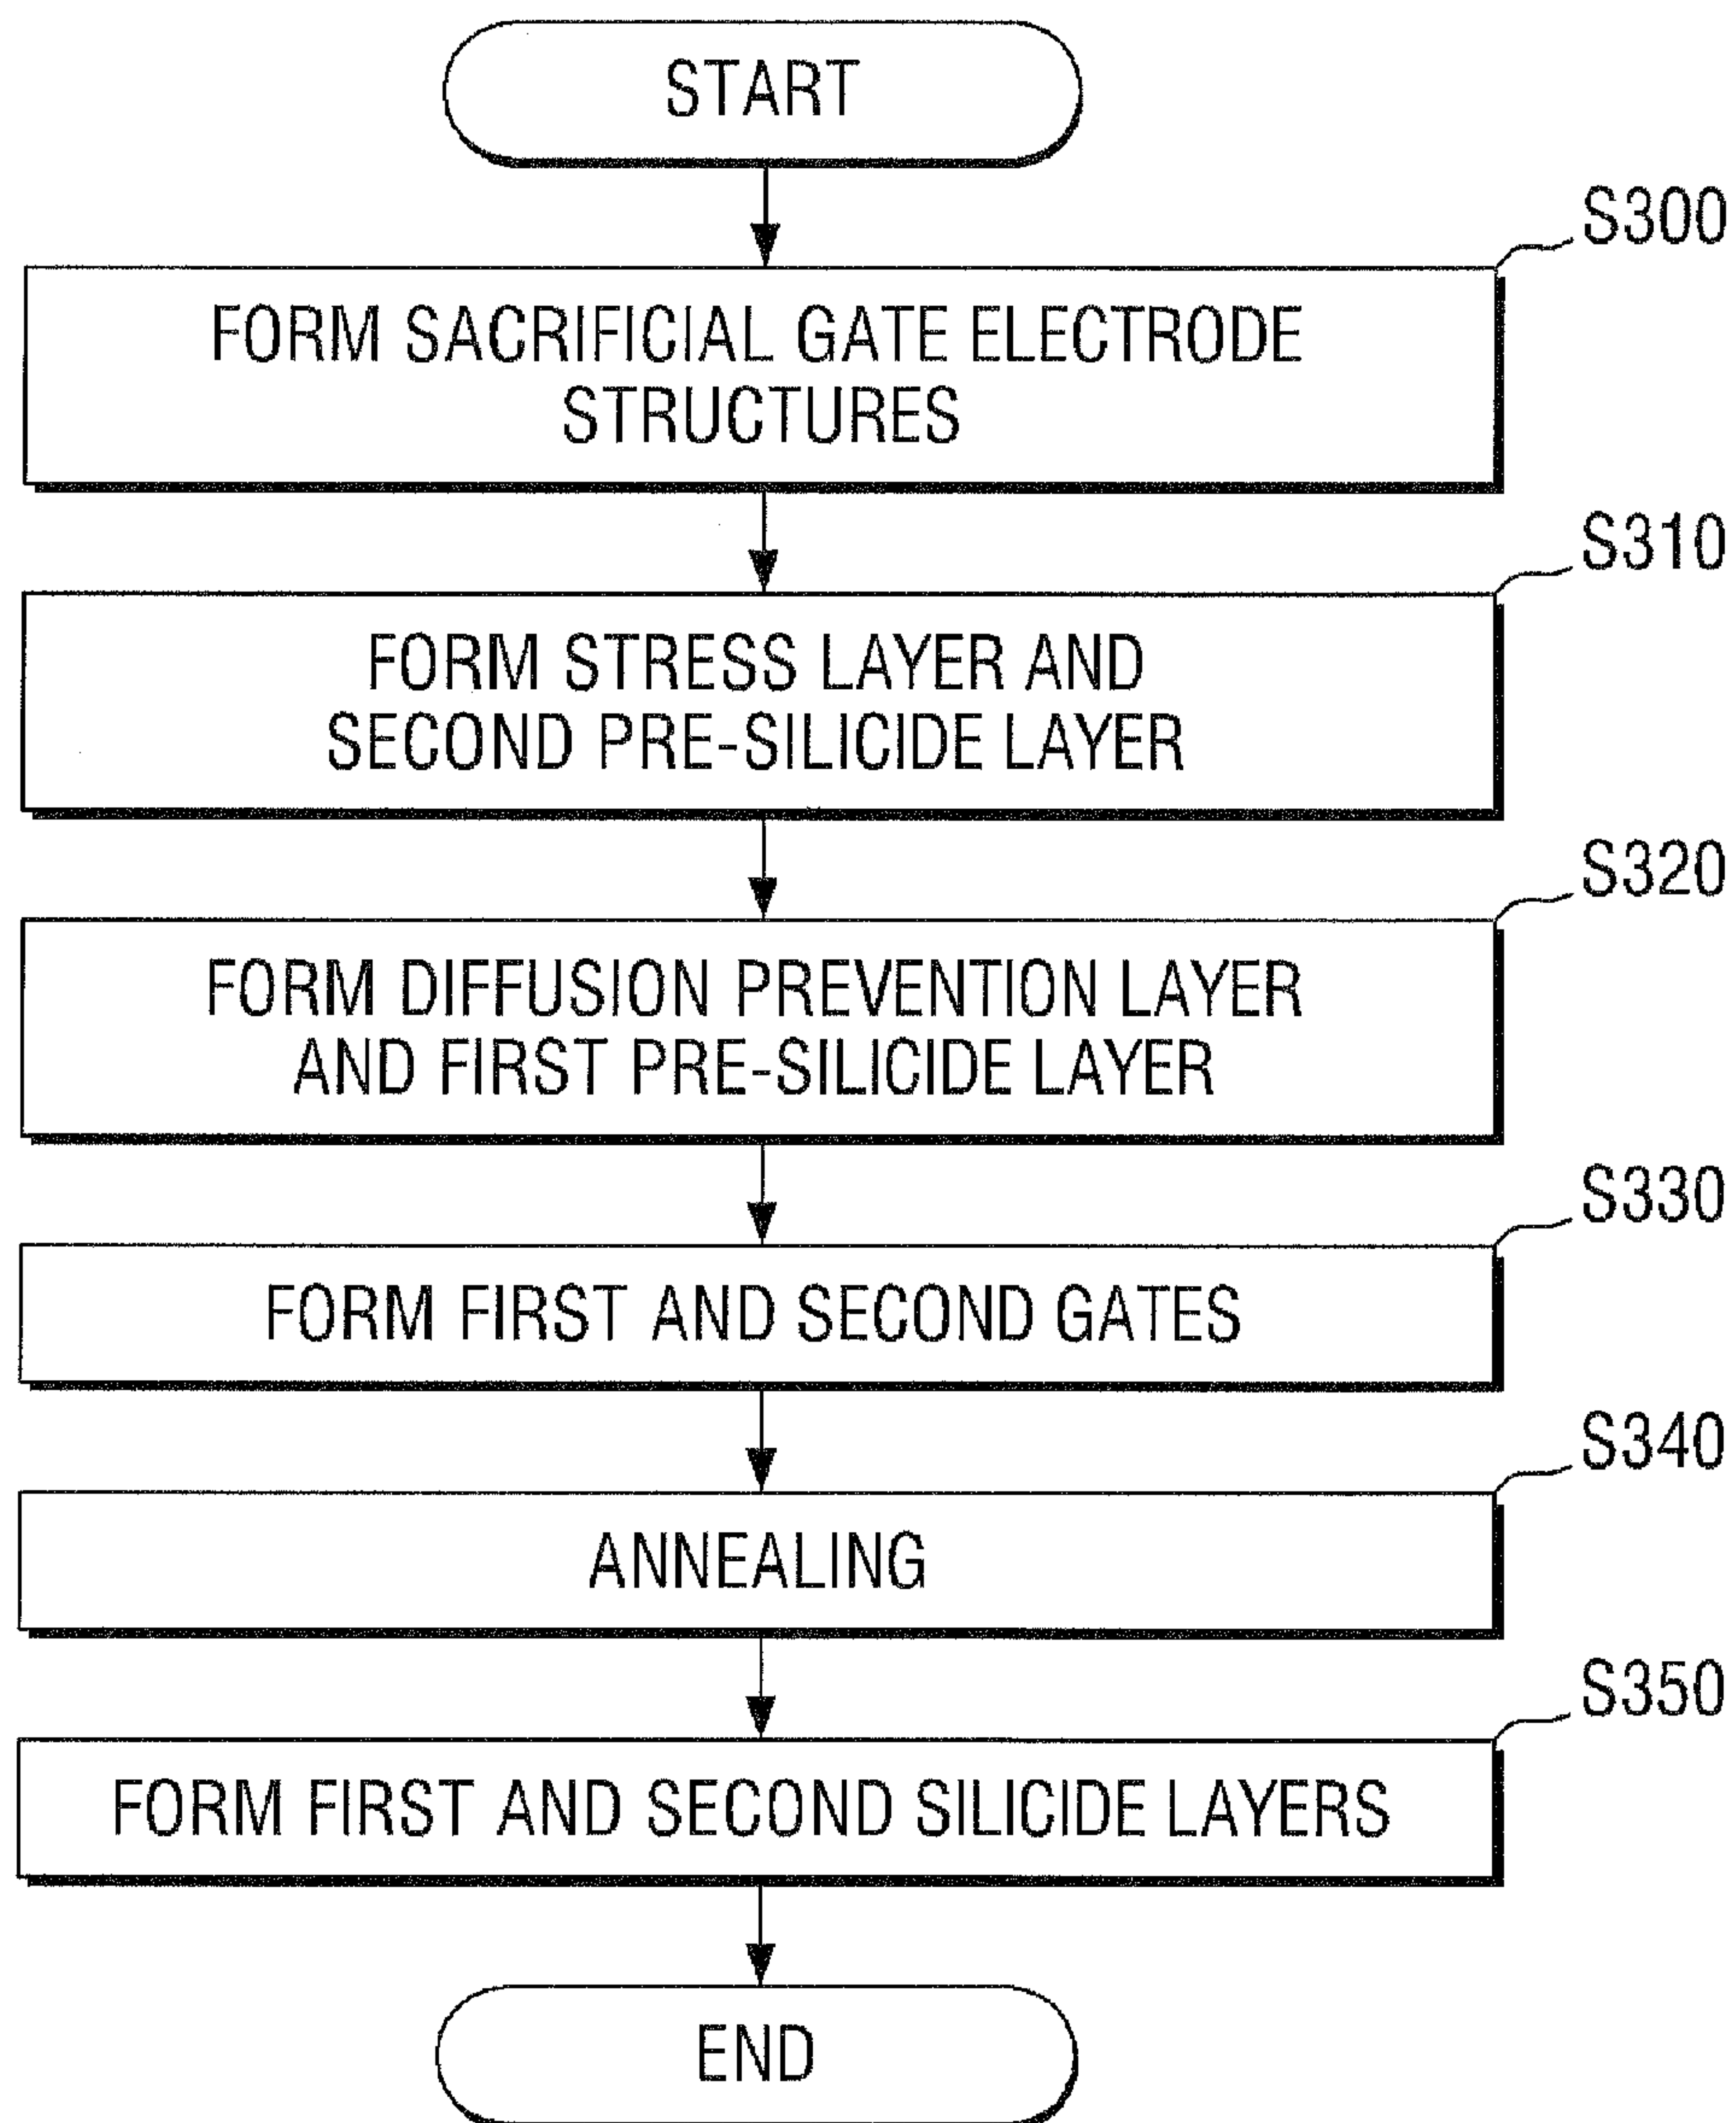 START
S300
FORM SACRIFICIAL GATE ELECTRODE
STRUCTURES
S310
FORM STRESS LAYER AND
SECOND PRE-SILICIDE LAYER
S320
FORM DIFFUSION PREVENTION LAYER
AND FIRST PRE-SILICIDE LAYER
S330
FORM FIRST AND SECOND GATES
S340
ANNEALING
S350
FORM FIRST AND SECOND SILICIDE LAYERS
END